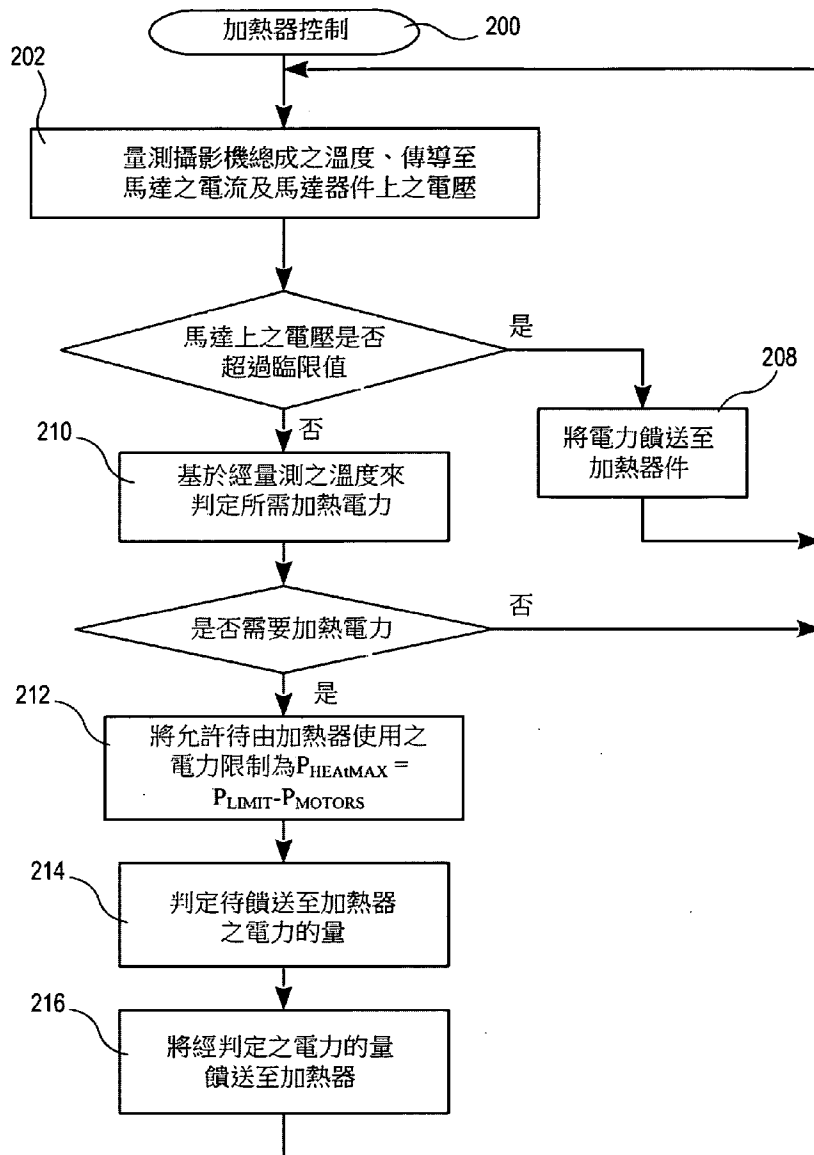 加熱器控制
200
202
量測攝影機總成之溫度、傳導至
馬達之電流及馬達器件上之電壓
馬達上之電壓是否
超過臨限值
是
208
否
將電力饋送至
加熱器件
210
基於經量測之溫度來
判定所需加熱電力
是否需要加熱電力
否
是
212
將允許待由加熱器使用之
電力限制為PHEAtMAX =
PLIMIT-PMOTORS
214
判定待饋送至加熱器
之電力的量
216
將經判定之電力的量
饋送至加熱器